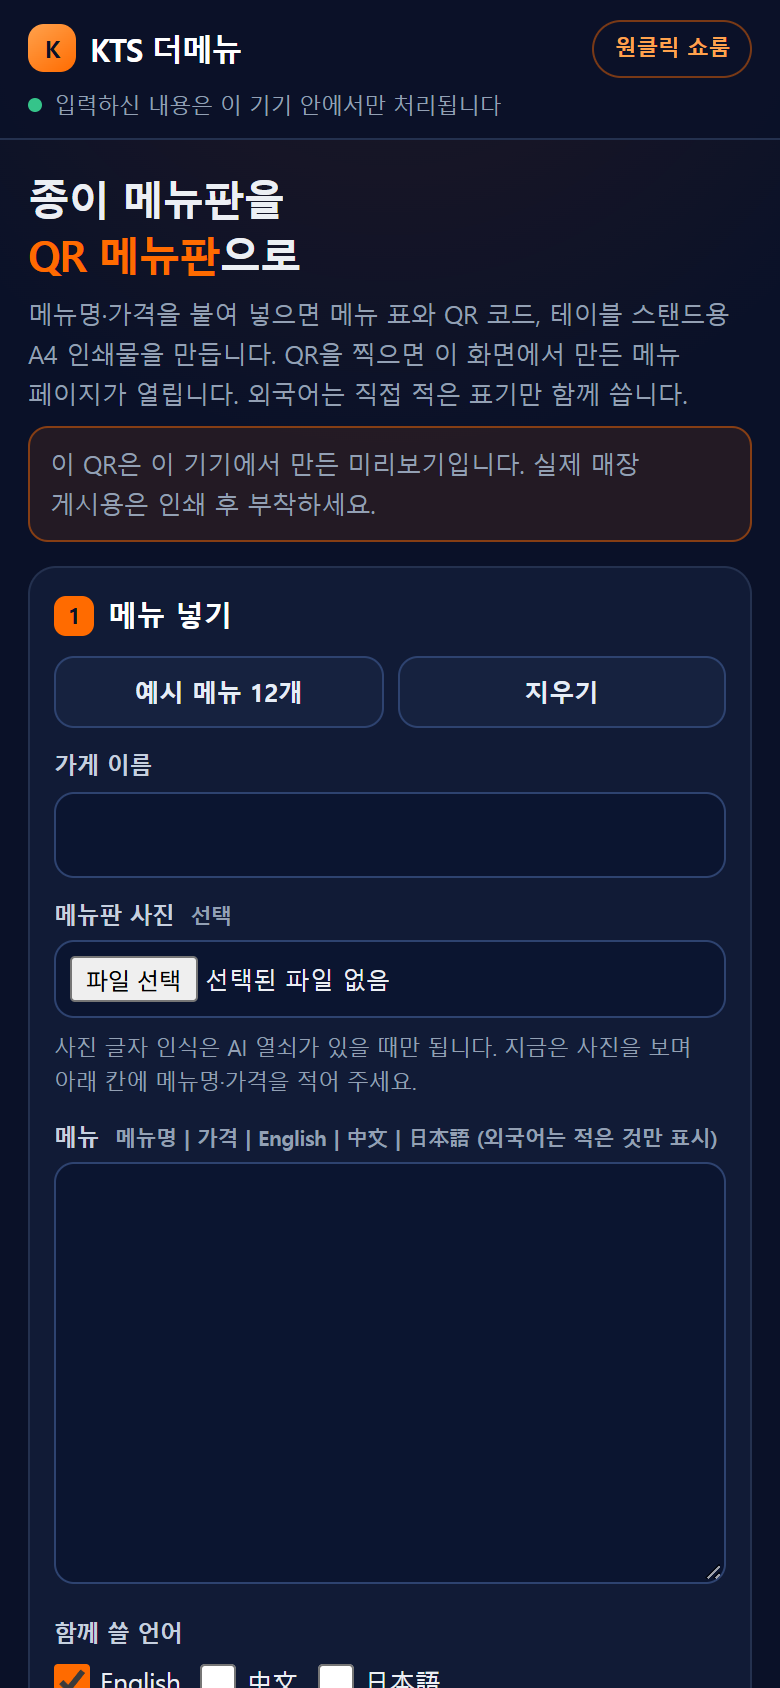 K KTS 더메뉴
원클릭 쇼룸
입력하신 내용은 이 기기 안에서만 처리됩니다
종이 메뉴판을
QR 메뉴판으로
메뉴명·가격을 붙여 넣으면 메뉴 표와 QR 코드, 테이블 스탠드용
A4 인쇄물을 만듭니다. QR을 찍으면 이 화면에서 만든 메뉴
페이지가 열립니다. 외국어는 직접 적은 표기만 함께 씁니다.
이 QR은 이 기기에서 만든 미리보기입니다. 실제 매장
게시용은 인쇄 후 부착하세요.
1 메뉴 넣기
예시 메뉴 12개
지우기
가게 이름
메뉴판 사진 선택
파일 선택 선택된 파일 없음
사진 글자 인식은 AI 열쇠가 있을 때만 됩니다. 지금은 사진을 보며
아래 칸에 메뉴명·가격을 적어 주세요.
메뉴 메뉴명 | 가격 | English | 中文 | 日本語 (외국어는 적은 것만 표시)
함께 쓸 언어
English 中文 日本語